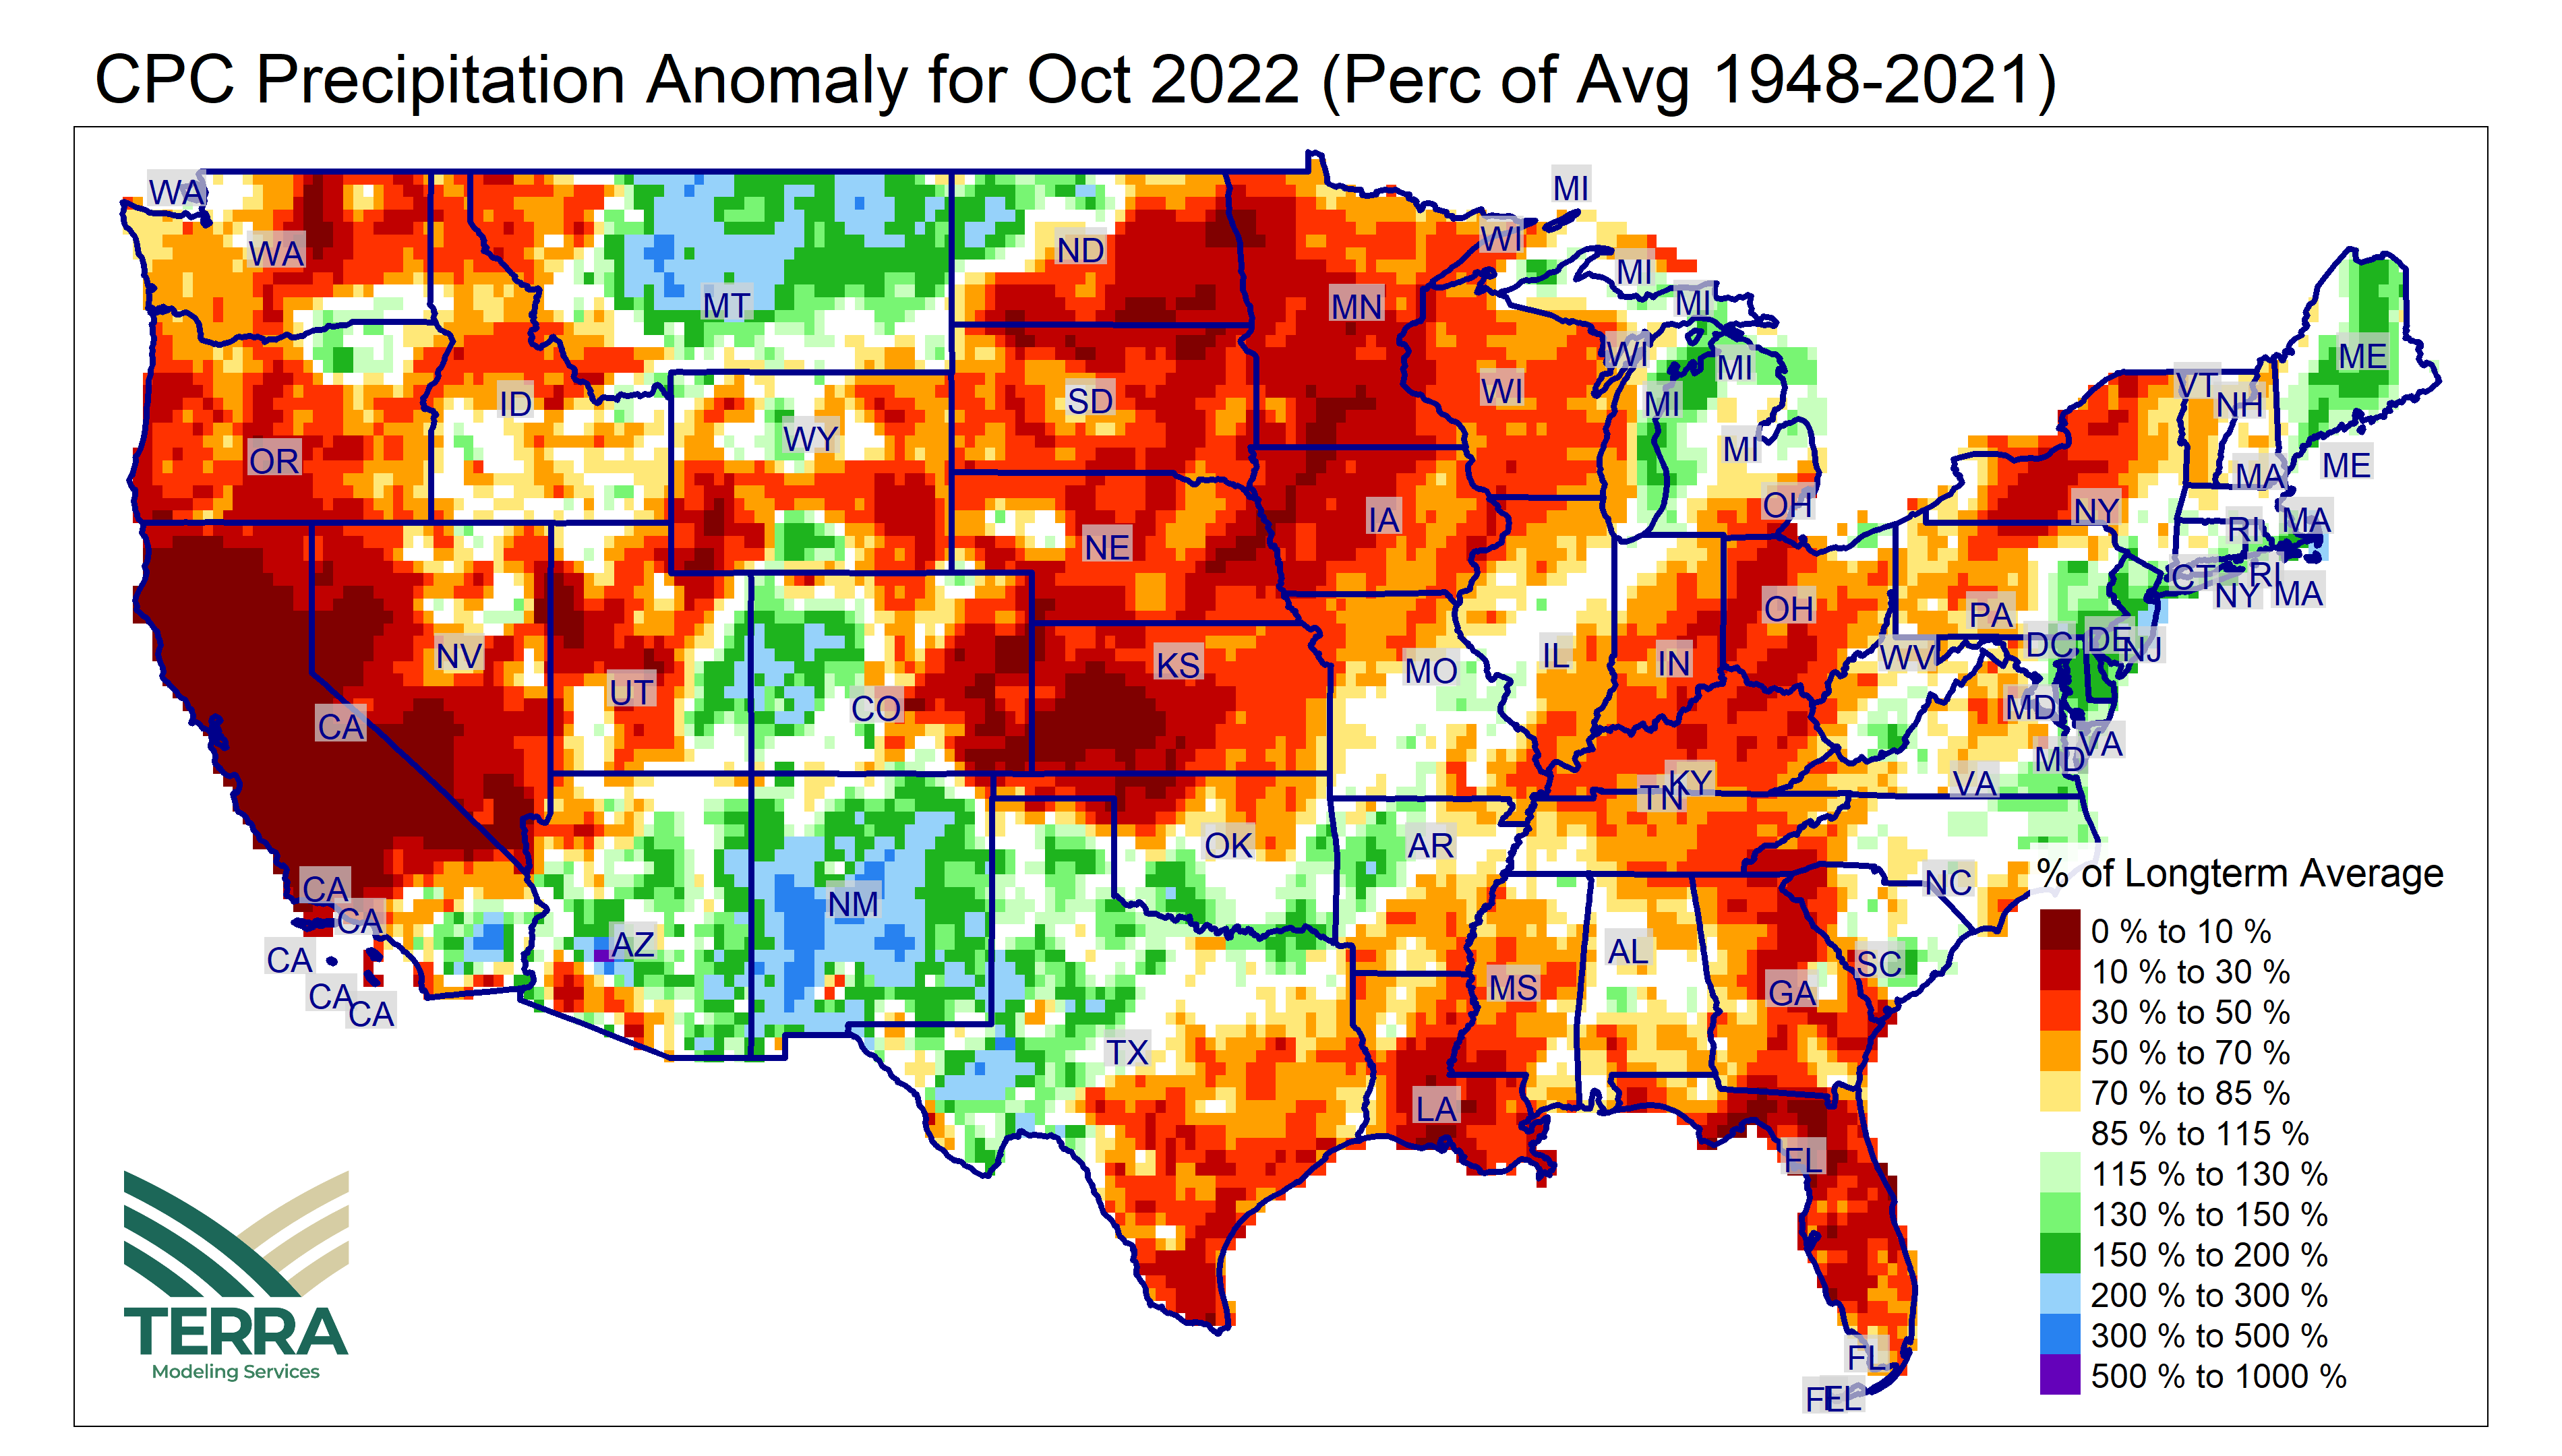 CPC Precipitation Anomaly for Oct 2022 (Perc of Avg 1948-2021)
WA
MI
WA
ND
WI
MI
MT
MN
MI
WI
MI
ME
VT
ID
SD
WI
MI
NH
WY
MI
OR
MA
ME
OH
NY
NE
IA
RI
MA
CT
RI
NY
MA
OH
PA
NV
KS
MO
IL
IN
WV
DC
DE
NJ
UT
CO
CA
MD
VA
MD
KY
TN
VA
OK
AR
CA
NM
NC
CA
AZ
AL
SC
CA
MS
GA
CA
CA
TX
LA
FL
FL
FL
FL
% of Longterm Average
0 % to 10 %
10 % to 30 %
30 % to 50 %
50 % to 70 %
70 % to 85 %
85 % to 115 %
115 % to 130 %
130 % to 150 %
150 % to 200 %
200 % to 300 %
300 % to 500 %
500 % to 1000 %
TERRA
Modeling Services